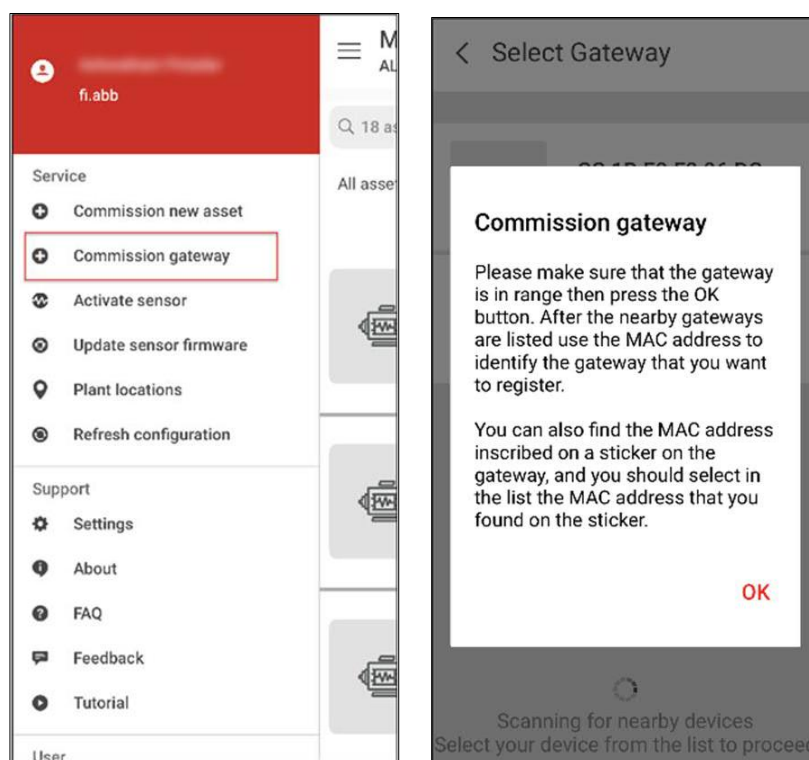 fi.abb
Service
Commission new asset
Commission gateway
Activate sensor
Update sensor firmware
Plant locations
Refresh configuration
Support
Settings
About
FAQ
Feedback
Tutorial
User
M
AL
18 as
All asset
Select Gateway
Commission gateway
Please make sure that the gateway
is in range then press the OK
button. After the nearby gateways
are listed use the MAC address to
identify the gateway that you want
to register.
You can also find the MAC address
inscribed on a sticker on the
gateway, and you should select in
the list the MAC address that you
found on the sticker.
OK
Scanning for nearby devices
Select your device from the list to proceed